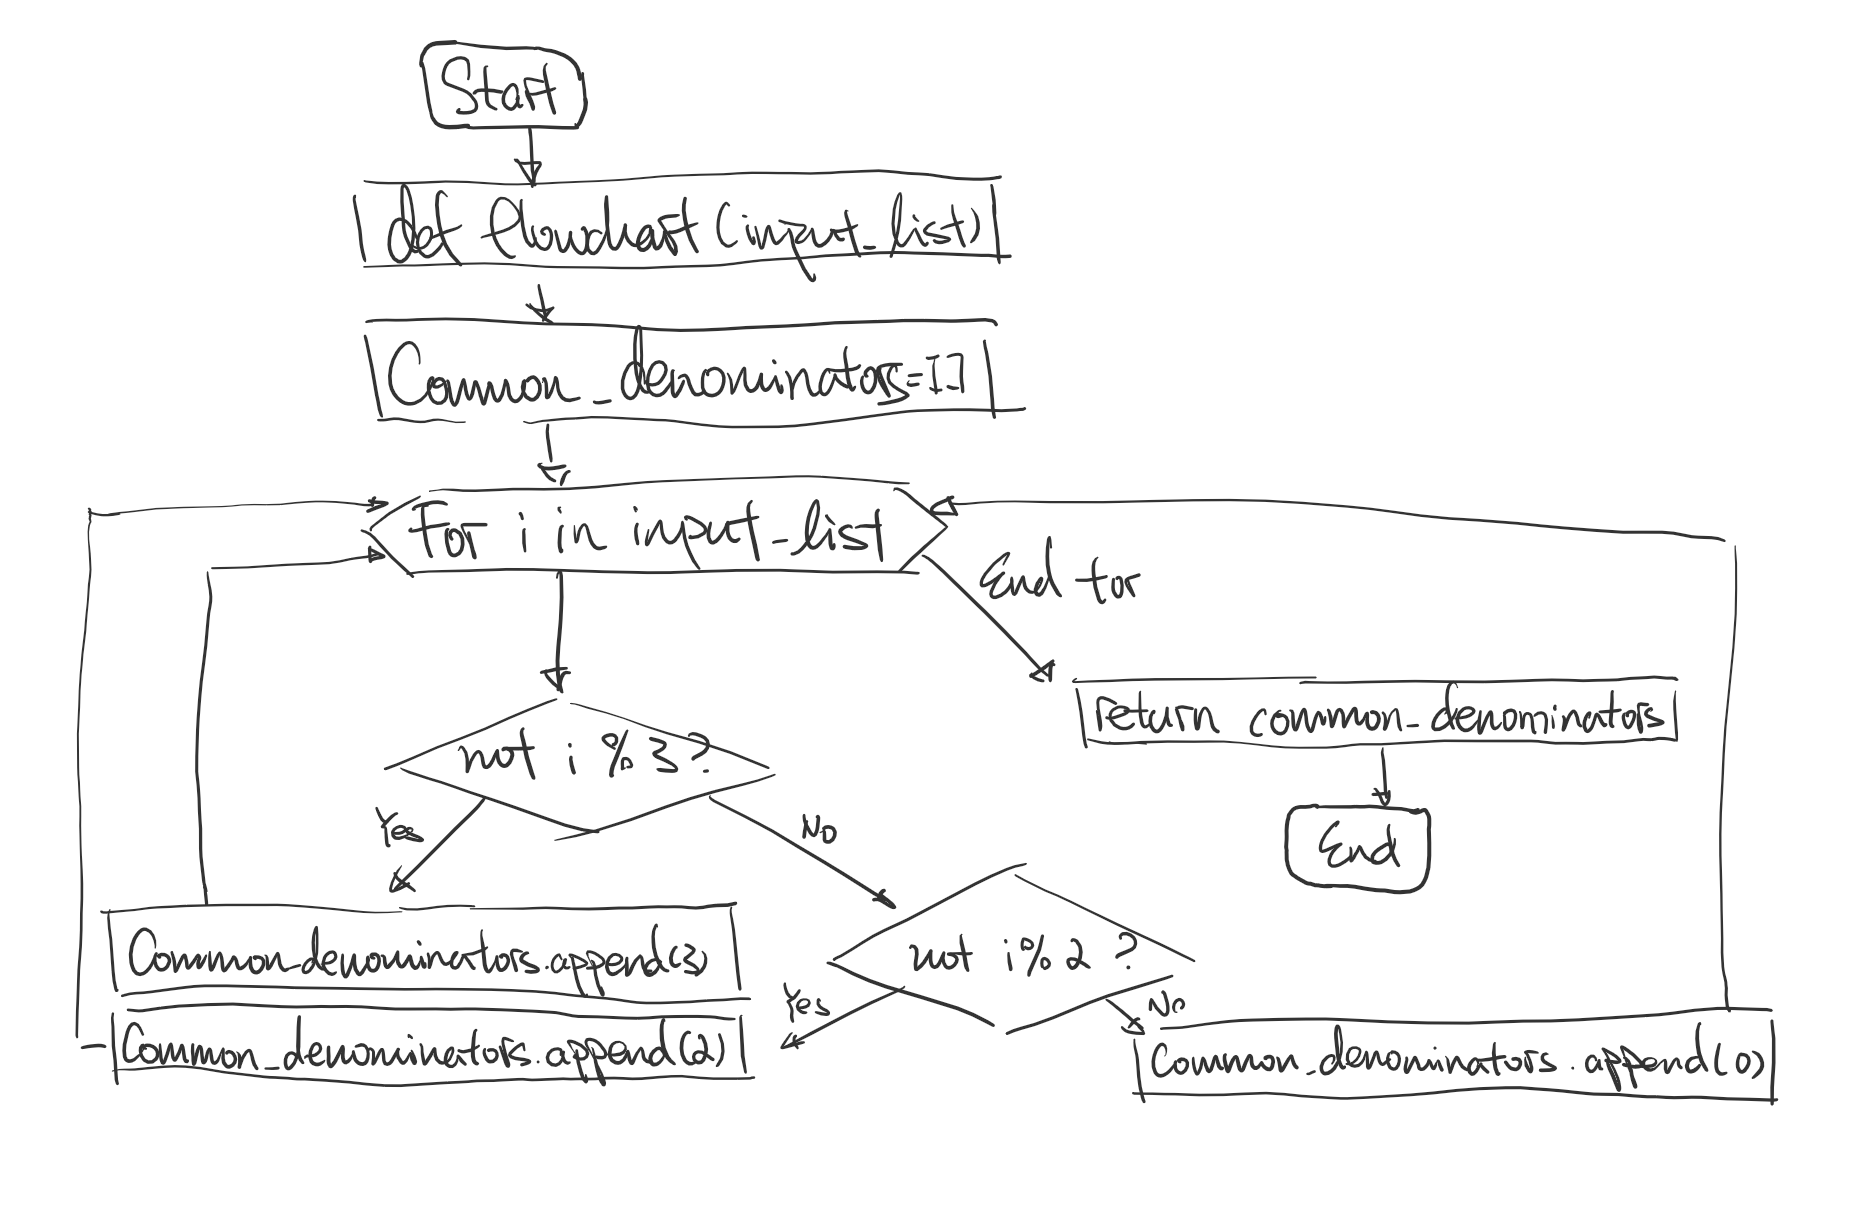 Start
def flowchart (input_list)
Common_denominators=[]
For i in input_list
End for
return common_denominators
End
not i % 3?
Yes
No
Common_denominators.append(3)
not i % 2 ?
Yes
No
Common_denominators.append(2)
Common_denominators.append(0)